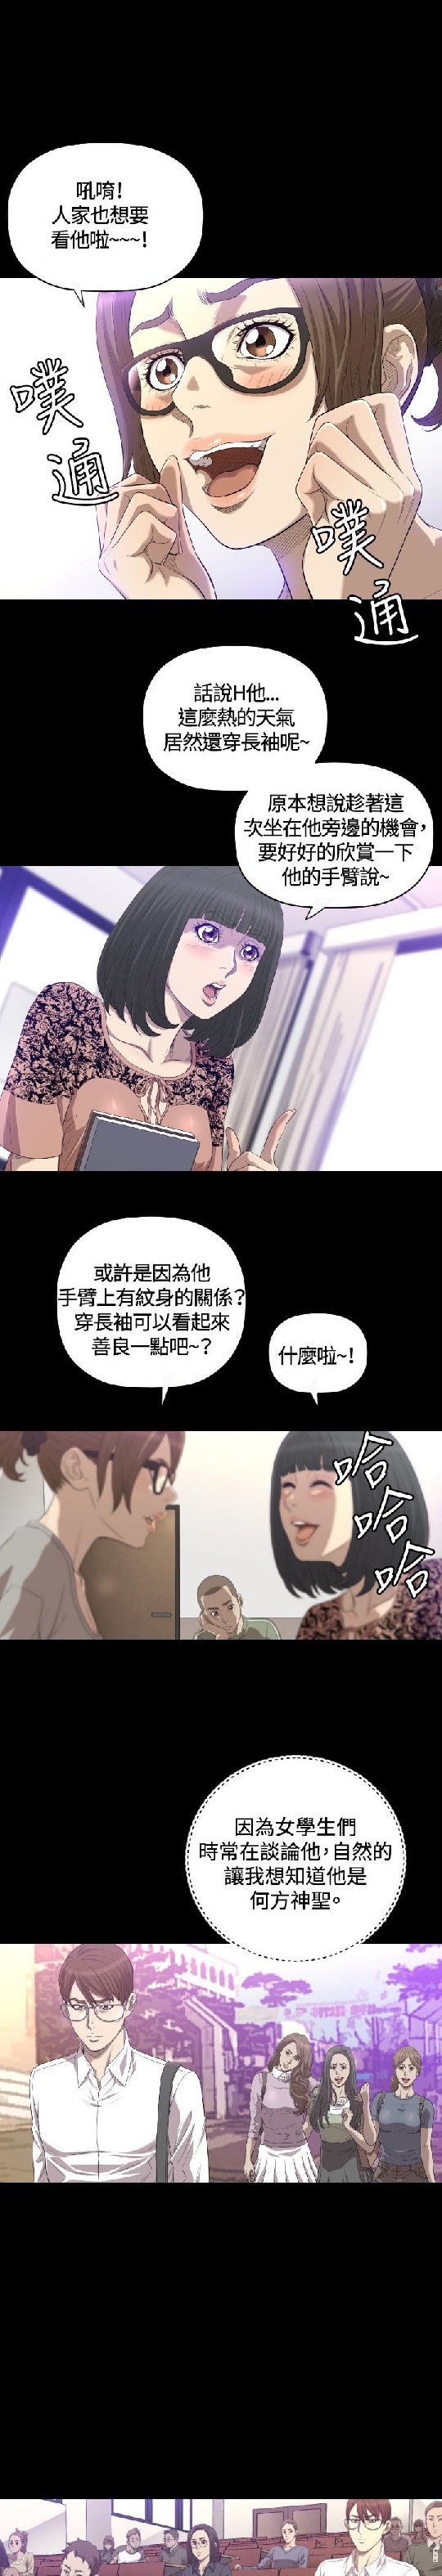 吼唷!
人家也想要
看他啦~~~!
噗
通
噗
通
話說H他...
這麼熱的天氣
居然還穿長袖呢~
原本想說趁著這
次坐在他旁邊的機會,
要好好的欣賞一下
他的手臂說~
或許是因為他
手臂上有紋身的關係?
穿長袖可以看起來
善良一點吧~?
什麼啦~!
哈
哈
哈
因為女學生們
時常在談論他,自然的
讓我想知道他是
何方神聖。